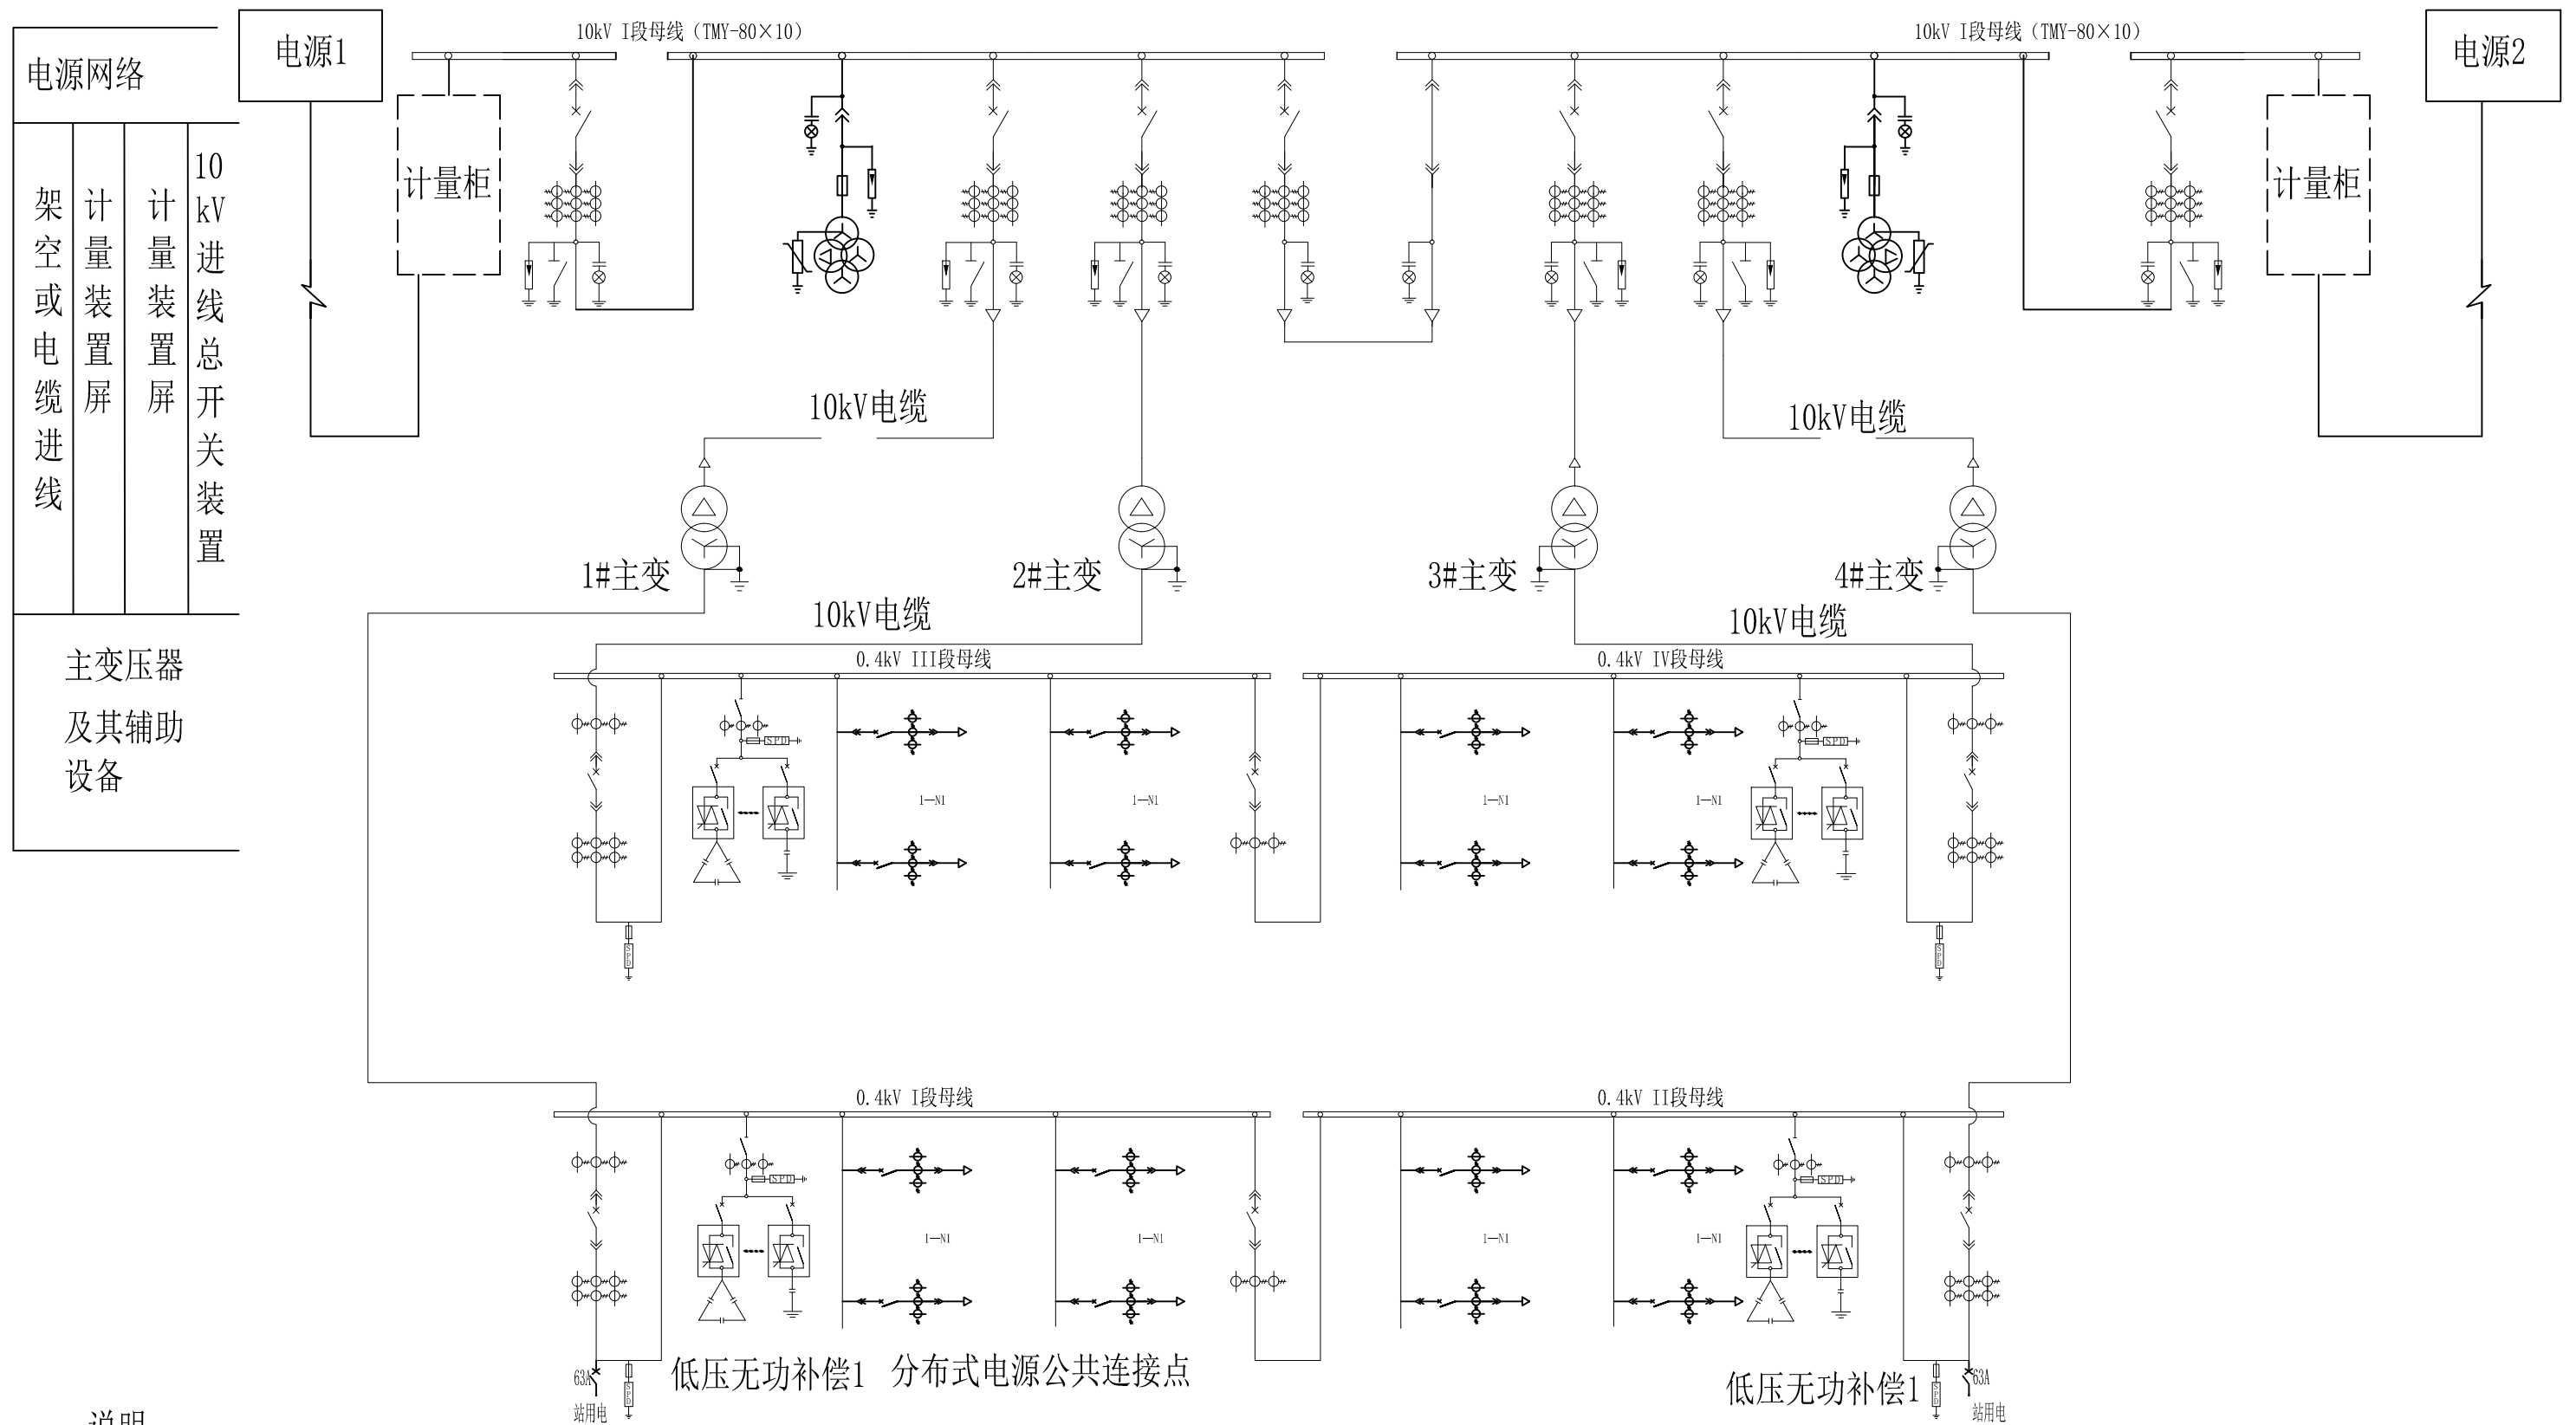 电源1
10kV I段母线（TMY-80×10）
10kV I段母线（TMY-80×10）
电源2
电源网络
计量柜
计量柜
架空或电缆进线
计量装置屏
计量装置屏
10kV进线总开关装置
10kV电缆
10kV电缆
1#主变
2#主变
3#主变
4#主变
10kV电缆
10kV电缆
主变压器
及其辅助
设备
0.4kV III段母线
0.4kV IV段母线
SPD
SPD
1—N1
1—N1
1—N1
1—N1
SPD
SPD
0.4kV I段母线
0.4kV II段母线
SPD
SPD
1—N1
1—N1
1—N1
1—N1
低压无功补偿1
分布式电源公共连接点
低压无功补偿1
63A
SPD
SPD
63A
站用电
站用电
说明